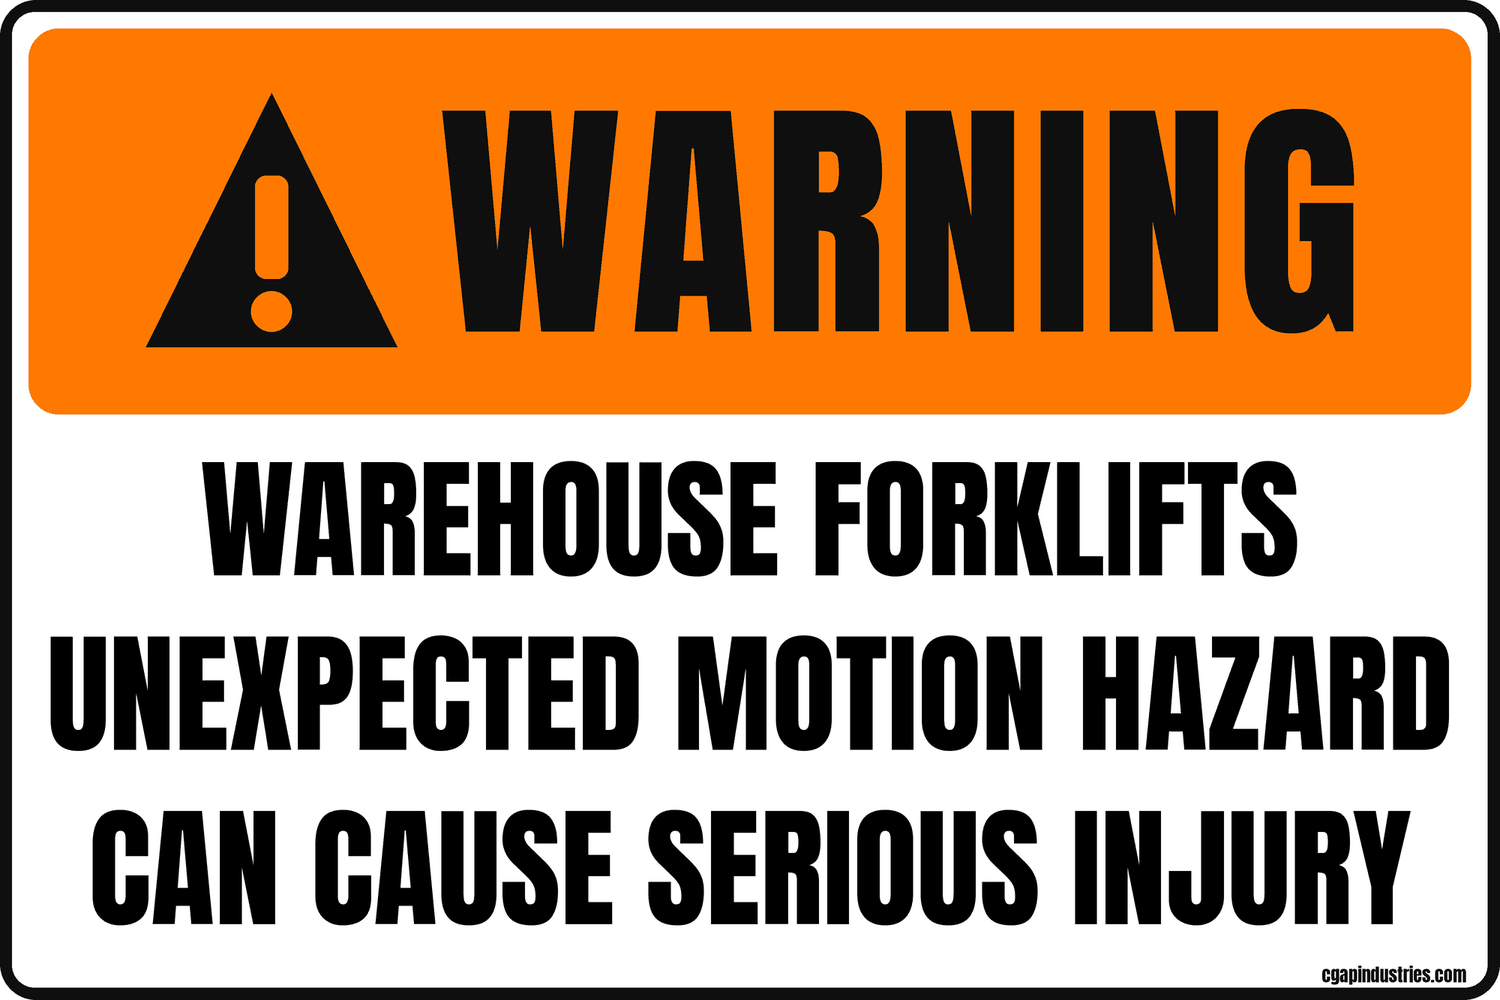 WARNING
WAREHOUSE FORKLIFTS
UNEXPECTED MOTION HAZARD
CAN CAUSE SERIOUS INJURY
cgapindustries.com